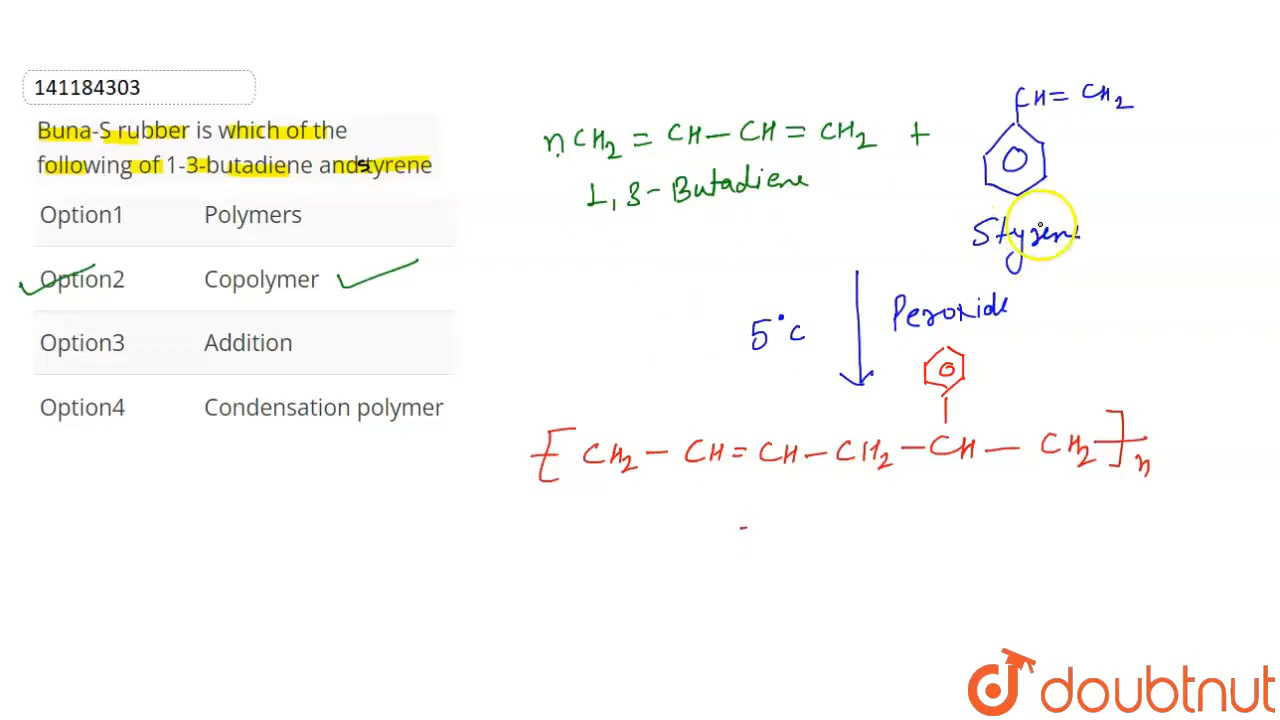 141184303
Buna-S rubber is which of the
following of 1-3-butadiene and styrene
Option1 Polymers
Option2 Copolymer
Option3 Addition
Option4 Condensation polymer
nCH2 = CH - CH = CH2 +
1,3-Butadiene
CH = CH2
Styren
5°C
Peroxide
[CH2 - CH = CH - CH2 - CH - CH2]n
doubtnut